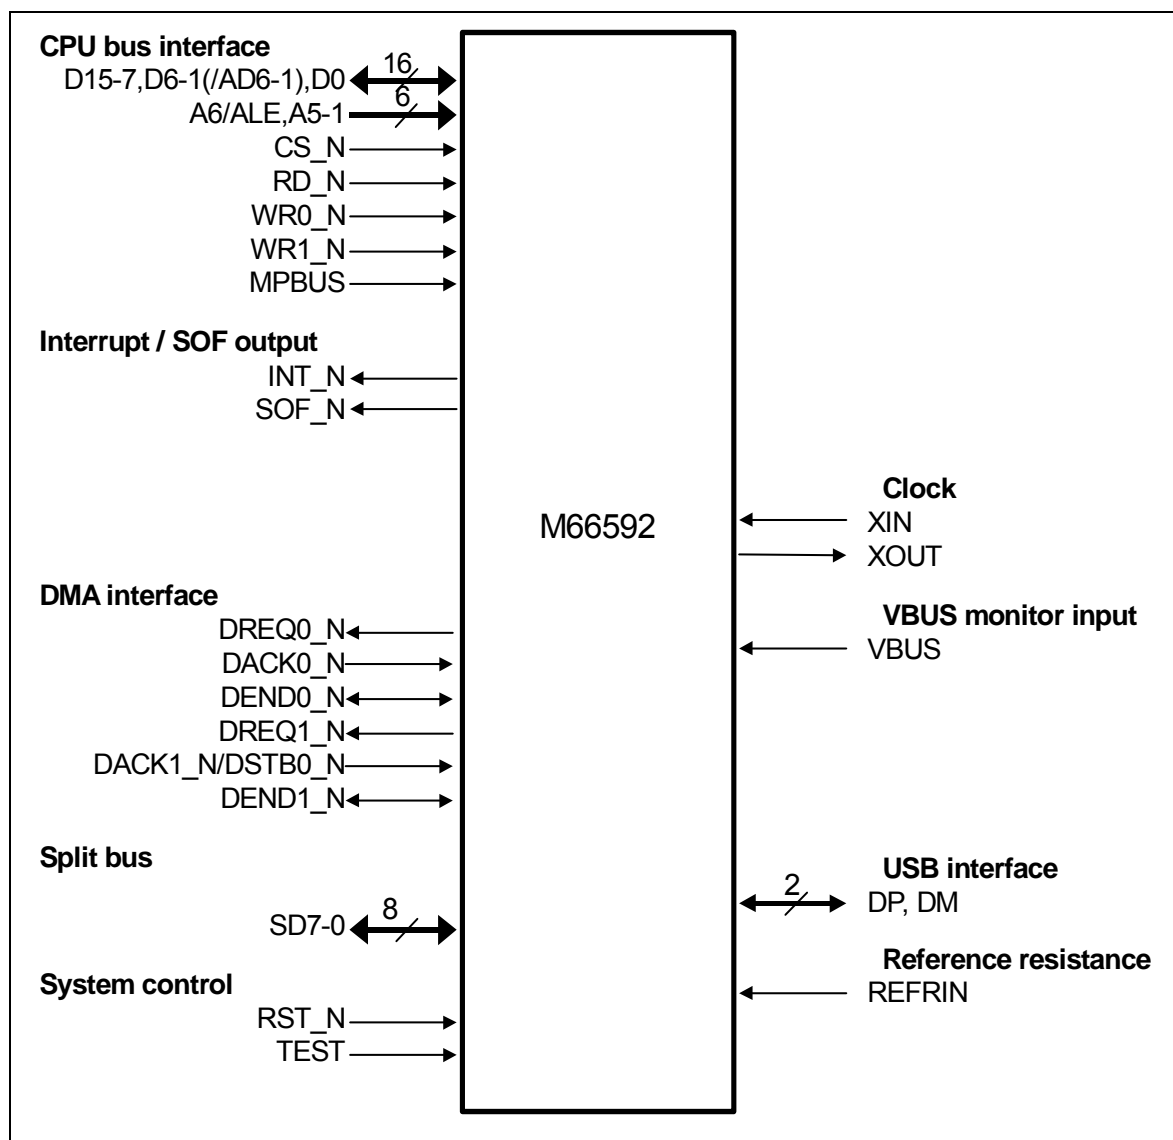 CPU bus interface
D15-7,D6-1(/AD6-1),D0
16
A6/ALE,A5-1
6
CS_N
RD_N
WR0_N
WR1_N
MPBUS
Interrupt / SOF output
INT_N
SOF_N
M66592
Clock
XIN
XOUT
DMA interface
DREQ0_N
DACK0_N
DEND0_N
DREQ1_N
DACK1_N/DSTB0_N
DEND1_N
VBUS monitor input
VBUS
Split bus
SD7-0
8
USB interface
2
DP, DM
System control
RST_N
TEST
Reference resistance
REFRIN